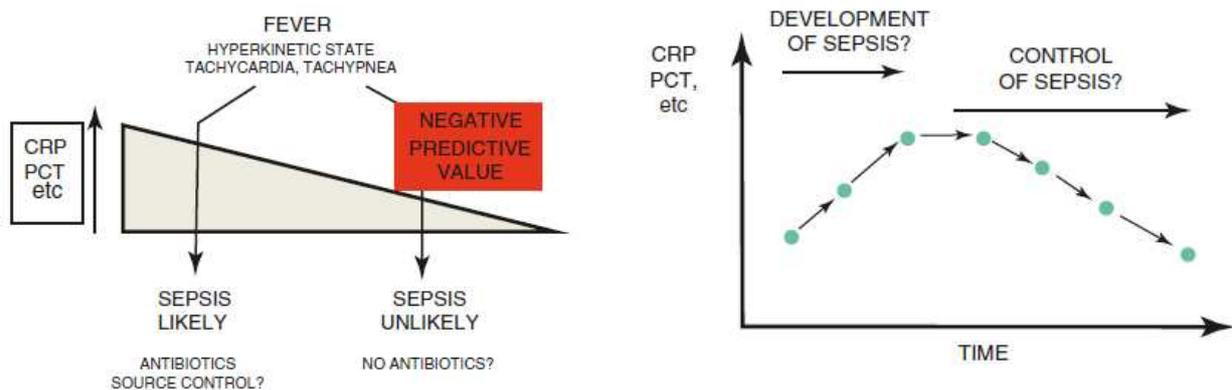 FEVER
HYPERKINETIC STATE
TACHYCARDIA, TACHYPNEA
NEGATIVE
PREDICTIVE
VALUE
CRP
PCT
etc
SEPSIS
LIKELY
SEPSIS
UNLIKELY
ANTIBIOTICS
SOURCE CONTROL?
NO ANTIBIOTICS?
DEVELOPMENT
OF SEPSIS?
CRP
PCT,
etc
CONTROL
OF SEPSIS?
TIME